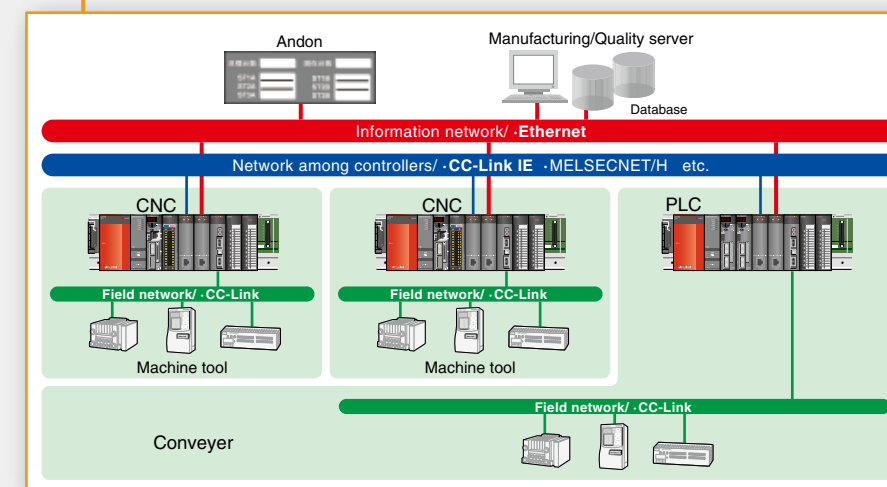 Andon
Manufacturing/Quality server
Database
Information network/ ·Ethernet
Network among controllers/ ·CC-Link IE ·MELSECNET/H etc.
CNC
CNC
PLC
Field network/ ·CC-Link
Field network/ ·CC-Link
Machine tool
Machine tool
Field network/ ·CC-Link
Conveyer